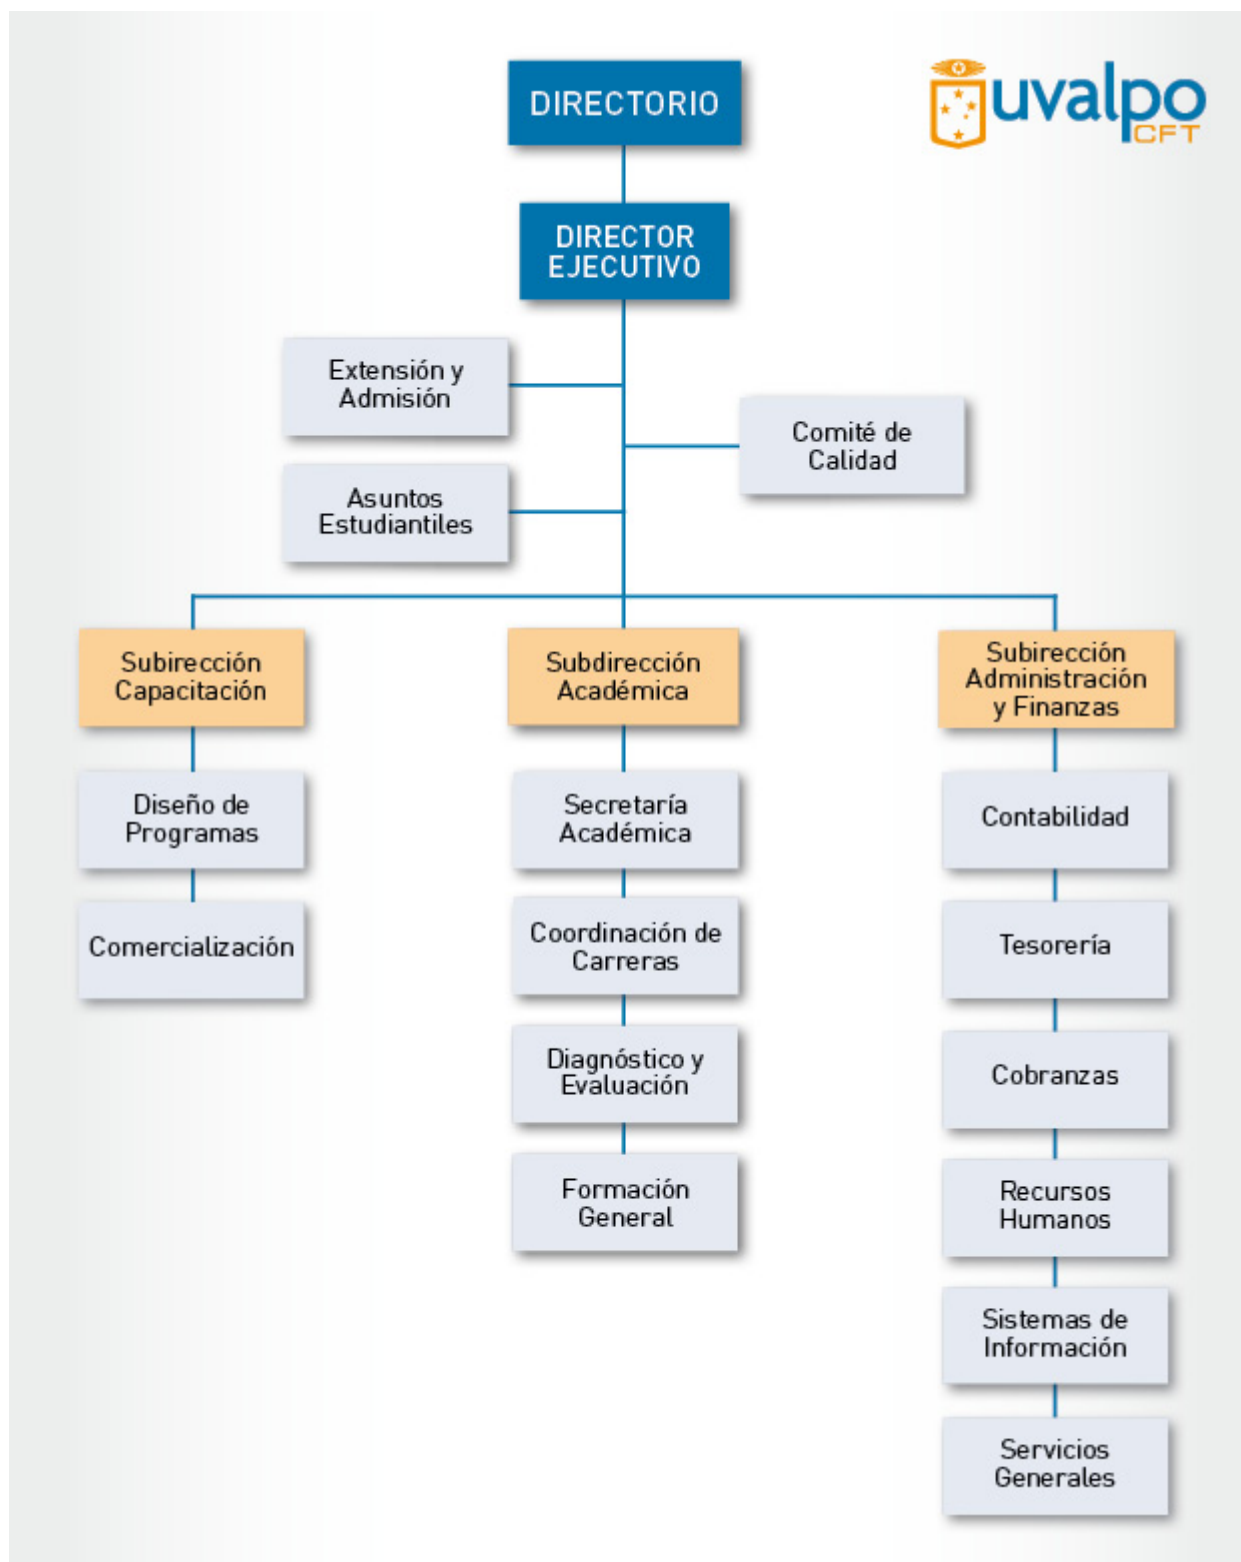 DIRECTORIO
uvalpo
CFT
DIRECTOR
EJECUTIVO
Extensión y
Admisión
Comité de
Calidad
Asuntos
Estudiantiles
Subirección
Capacitación
Diseño de
Programas
Comercialización
Subdirección
Académica
Secretaría
Académica
Coordinación de
Carreras
Diagnóstico y
Evaluación
Formación
General
Subirección
Administración
y Finanzas
Contabilidad
Tesorería
Cobranzas
Recursos
Humanos
Sistemas de
Información
Servicios
Generales